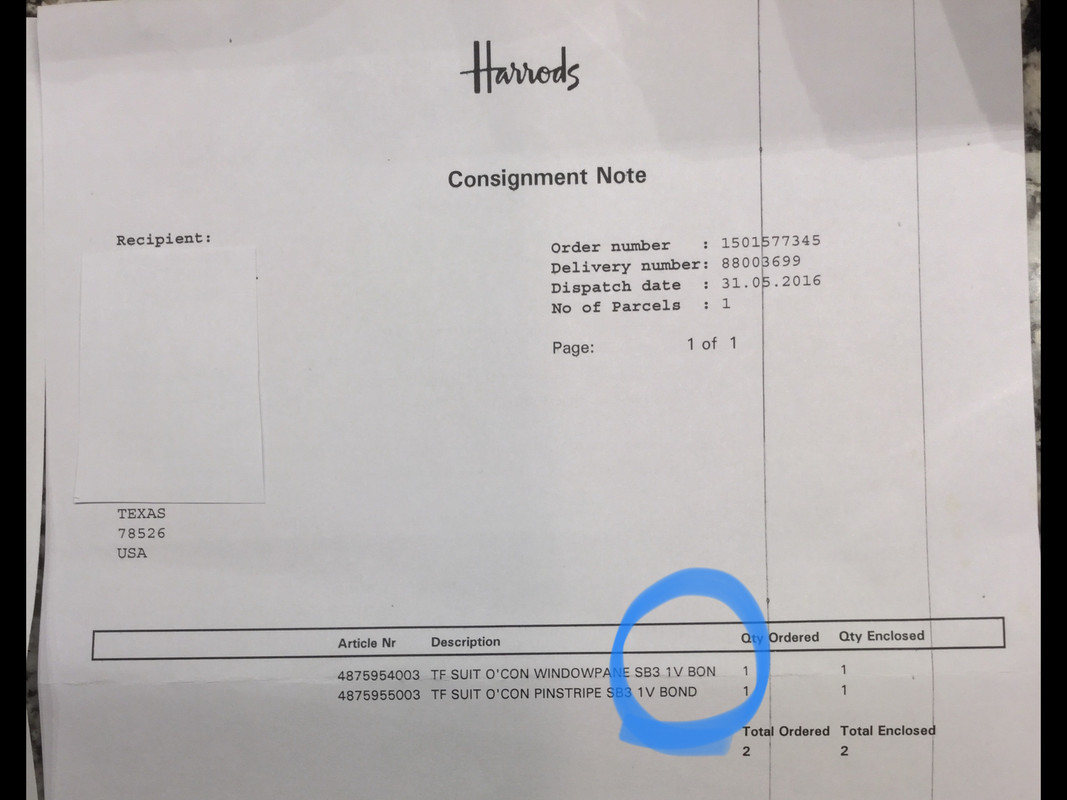 Harrods
Consignment Note
Recipient:
Order number : 1501577345
Delivery number: 88003699
Dispatch date : 31.05.2016
No of Parcels : 1
Page: 1 of 1
TEXAS
78526
USA
Article Nr Description Qty Ordered Qty Enclosed
4875954003 TF SUIT O'CON WINDOWPANE SB3 1V BON 1 1
4875955003 TF SUIT O'CON PINSTRIPE SB3 1V BOND 1 1
Total Ordered Total Enclosed
2 2